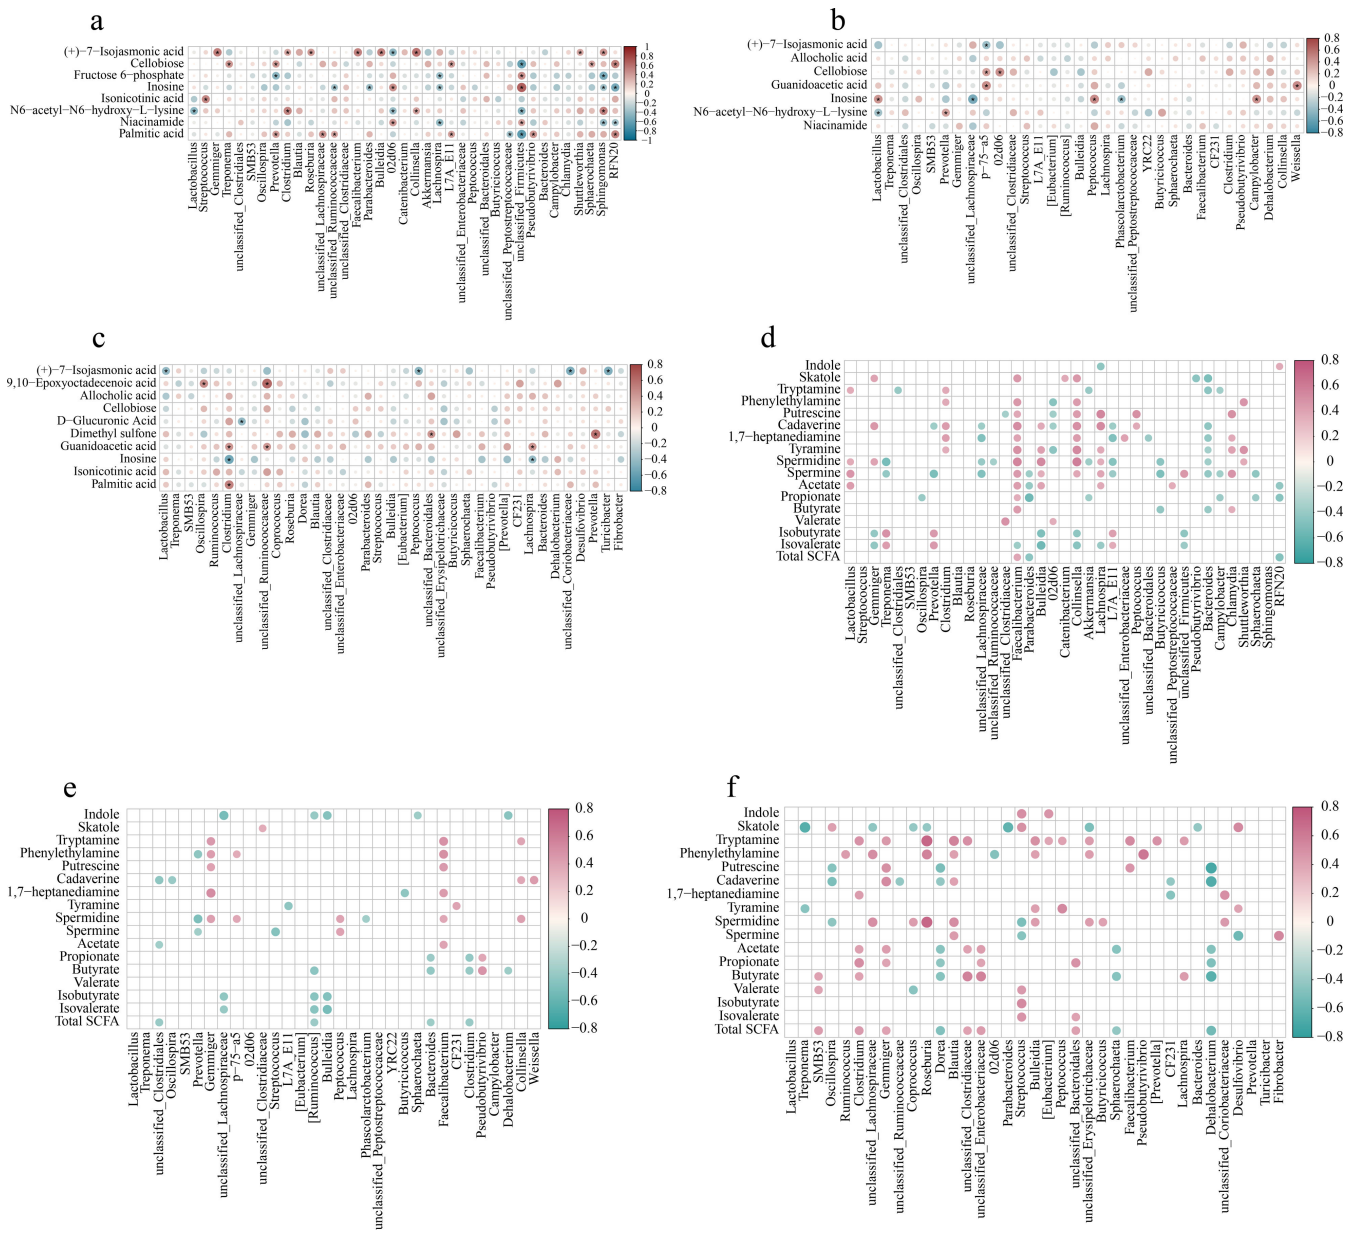 a
(+)−7−Isojasmonic acid
Cellobiose
Fructose 6−phosphate
Inosine
Isonicotinic acid
N6−acetyl−N6−hydroxy−L−lysine
Niacinamide
Palmitic acid
1
0.8
0.6
0.4
0.2
0
−0.2
−0.4
−0.6
−0.8
−1
Lactobacillus
Streptococcus
Gemmiger
Treponema
unclassified_Clostridiales
SMB53
Oscillospira
Prevotella
Clostridium
Blautia
Roseburia
unclassified_Lachnospiraceae
unclassified_Ruminococcaceae
unclassified_Clostridiaceae
Faecalibacterium
Parabacteroides
Bulleidia
02d06
Catenibacterium
Collinsella
Akkermansia
Lachnospira
L7A_E11
unclassified_Enterobacteriaceae
Peptococcus
unclassified_Bacteroidales
Butyricicoccus
unclassified_Peptostreptococcaceae
unclassified_Firmicutes
Pseudobutyrivibrio
Bacteroides
Campylobacter
Chlamydia
Shuttleworthia
Sphaerochaeta
Sphingomonas
RFN20
b
(+)−7−Isojasmonic acid
Allocholic acid
Cellobiose
Guanidoacetic acid
Inosine
N6−acetyl−N6−hydroxy−L−lysine
Niacinamide
0.8
0.6
0.4
0.2
0
−0.2
−0.4
−0.6
−0.8
Lactobacillus
Treponema
unclassified_Clostridiales
Oscillospira
SMB53
Prevotella
Gemmiger
unclassified_Lachnospiraceae
p−75−a5
02d06
unclassified_Clostridiaceae
Streptococcus
L7A_E11
[Eubacterium]
[Ruminococcus]
Bulleidia
Peptococcus
Lachnospira
Phascolarctobacterium
unclassified_Peptostreptococcaceae
YRC22
Butyricicoccus
Sphaerochaeta
Bacteroides
Faecalibacterium
CF231
Clostridium
Pseudobutyrivibrio
Campylobacter
Dehalobacterium
Collinsella
Weissella
c
(+)−7−Isojasmonic acid
9,10−Epoxyoctadecenoic acid
Allocholic acid
Cellobiose
D−Glucuronic Acid
Dimethyl sulfone
Guanidoacetic acid
Inosine
Isonicotinic acid
Palmitic acid
0.8
0.6
0.4
0.2
0
−0.2
−0.4
−0.6
−0.8
Lactobacillus
Treponema
SMB53
Oscillospira
Ruminococcus
Clostridium
unclassified_Lachnospiraceae
Gemmiger
unclassified_Ruminococcaceae
Coprococcus
Roseburia
Dorea
Blautia
unclassified_Clostridiaceae
unclassified_Enterobacteriaceae
02d06
Parabacteroides
Streptococcus
Bulleidia
[Eubacterium]
Peptococcus
unclassified_Bacteroidales
unclassified_Erysipelotrichaceae
Butyricicoccus
Sphaerochaeta
Faecalibacterium
Pseudobutyrivibrio
[Prevotella]
CF231
Lachnospira
Bacteroides
Dehalobacterium
unclassified_Coriobacteriaceae
Desulfovibrio
Prevotella
Turicibacter
Fibrobacter
d
Indole
Skatole
Tryptamine
Phenylethylamine
Putrescine
Cadaverine
1,7−heptanediamine
Tyramine
Spermidine
Spermine
Acetate
Propionate
Butyrate
Valerate
Isobutyrate
Isovalerate
Total SCFA
0.8
0.6
0.4
0.2
0
−0.2
−0.4
−0.6
−0.8
Lactobacillus
Streptococcus
Gemmiger
Treponema
unclassified_Clostridiales
SMB53
Oscillospira
Prevotella
Clostridium
Blautia
Roseburia
unclassified_Lachnospiraceae
unclassified_Ruminococcaceae
unclassified_Clostridiaceae
Faecalibacterium
Parabacteroides
Bulleidia
02d06
Catenibacterium
Collinsella
Akkermansia
Lachnospira
L7A_E11
unclassified_Enterobacteriaceae
Peptococcus
unclassified_Bacteroidales
Butyricicoccus
unclassified_Peptostreptococcaceae
unclassified_Firmicutes
Pseudobutyrivibrio
Bacteroides
Campylobacter
Chlamydia
Shuttleworthia
Sphaerochaeta
Sphingomonas
RFN20
e
Indole
Skatole
Tryptamine
Phenylethylamine
Putrescine
Cadaverine
1,7−heptanediamine
Tyramine
Spermidine
Spermine
Acetate
Propionate
Butyrate
Valerate
Isobutyrate
Isovalerate
Total SCFA
0.8
0.6
0.4
0.2
0
−0.2
−0.4
−0.6
−0.8
Lactobacillus
Treponema
unclassified_Clostridiales
Oscillospira
SMB53
Prevotella
Gemmiger
unclassified_Lachnospiraceae
p−75−a5
02d06
unclassified_Clostridiaceae
Streptococcus
L7A_E11
[Eubacterium]
[Ruminococcus]
Bulleidia
Peptococcus
Lachnospira
Phascolarctobacterium
unclassified_Peptostreptococcaceae
YRC22
Butyricicoccus
Sphaerochaeta
Bacteroides
Faecalibacterium
CF231
Clostridium
Pseudobutyrivibrio
Campylobacter
Dehalobacterium
Collinsella
Weissella
f
Indole
Skatole
Tryptamine
Phenylethylamine
Putrescine
Cadaverine
1,7−heptanediamine
Tyramine
Spermidine
Spermine
Acetate
Propionate
Butyrate
Valerate
Isobutyrate
Isovalerate
Total SCFA
0.8
0.6
0.4
0.2
0
−0.2
−0.4
−0.6
−0.8
Lactobacillus
Treponema
SMB53
Oscillospira
Ruminococcus
Clostridium
unclassified_Lachnospiraceae
Gemmiger
unclassified_Ruminococcaceae
Coprococcus
Roseburia
Dorea
Blautia
unclassified_Clostridiaceae
unclassified_Enterobacteriaceae
02d06
Parabacteroides
Streptococcus
Bulleidia
[Eubacterium]
Peptococcus
unclassified_Bacteroidales
unclassified_Erysipelotrichaceae
Butyricicoccus
Sphaerochaeta
Faecalibacterium
Pseudobutyrivibrio
[Prevotella]
CF231
Lachnospira
Bacteroides
Dehalobacterium
unclassified_Coriobacteriaceae
Desulfovibrio
Prevotella
Turicibacter
Fibrobacter